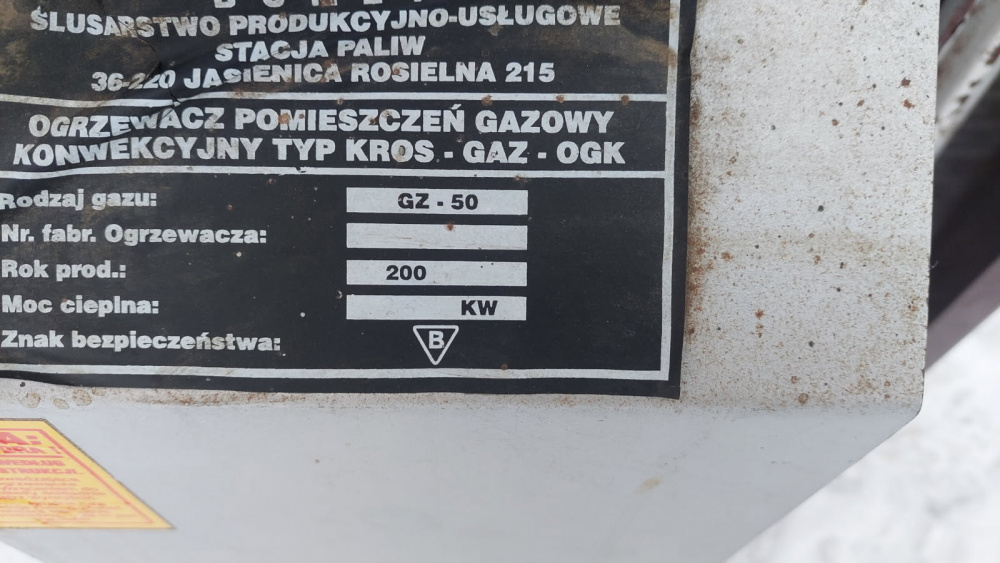 ŚLUSARSTWO PRODUKCYJNO-USŁUGOWE
STACJA PALIW
36-220 JASIENICA ROSIELNA 215
OGRZEWACZ POMIESZCZEŃ GAZOWY
KONWEKCYJNY TYP KROS - GAZ - OGK
Rodzaj gazu: GZ - 50
Nr. fabr. Ogrzewacza:
Rok prod.: 200
Moc cieplna: KW
Znak bezpieczeństwa: B